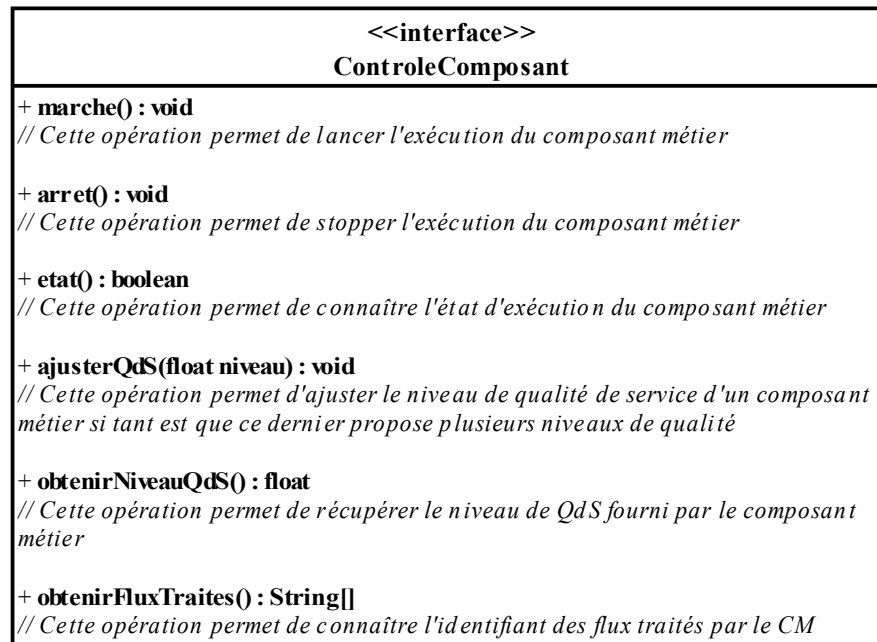 <<interface>>
ControleComposant
+ marche() : void
// Cette opération permet de lancer l'exécution du composant métier
+ arret() : void
// Cette opération permet de stopper l'exécution du composant métier
+ etat() : boolean
// Cette opération permet de connaître l'état d'exécution du composant métier
+ ajusterQdS(float niveau) : void
// Cette opération permet d'ajuster le niveau de qualité de service d'un composant
métier si tant est que ce dernier propose plusieurs niveaux de qualité
+ obtenirNiveauQdS() : float
// Cette opération permet de récupérer le niveau de QdS fourni par le composant
métier
+ obtenirFluxTraites() : String[]
// Cette opération permet de connaître l'identifiant des flux traités par le CM